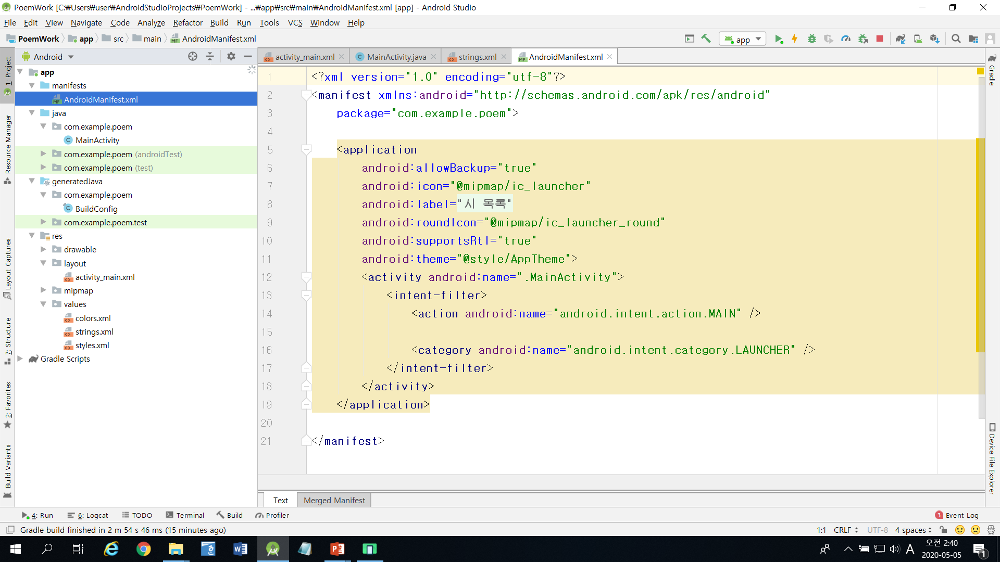 PoemWork [C:₩Users₩user₩AndroidStudioProjects₩PoemWork] - ...₩app₩src₩main₩AndroidManifest.xml [app] - Android Studio
File Edit View Navigate Code Analyze Refactor Build Run Tools VCS Window Help
PoemWork app src main AndroidManifest.xml
app
Android
activity_main.xml MainActivity.java strings.xml AndroidManifest.xml
1: Project
Resource Manager
Layout Captures
7: Structure
2: Favorites
Build Variants
app
manifests
AndroidManifest.xml
java
com.example.poem
MainActivity
com.example.poem (androidTest)
com.example.poem (test)
generatedJava
com.example.poem
BuildConfig
com.example.poem.test
res
drawable
layout
activity_main.xml
mipmap
values
colors.xml
strings.xml
styles.xml
Gradle Scripts
1 <?xml version="1.0" encoding="utf-8"?>
2 <manifest xmlns:android="http://schemas.android.com/apk/res/android"
3 package="com.example.poem">
4
5 <application
6 android:allowBackup="true"
7 android:icon="@mipmap/ic_launcher"
8 android:label="시 목록"
9 android:roundIcon="@mipmap/ic_launcher_round"
10 android:supportsRtl="true"
11 android:theme="@style/AppTheme">
12 <activity android:name=".MainActivity">
13 <intent-filter>
14 <action android:name="android.intent.action.MAIN" />
15
16 <category android:name="android.intent.category.LAUNCHER" />
17 </intent-filter>
18 </activity>
19 </application>
20
21 </manifest>
Gradle
Device File Explorer
Text Merged Manifest
4: Run 6: Logcat TODO Terminal Build Profiler 3 Event Log
Gradle build finished in 2 m 54 s 46 ms (15 minutes ago) 1:1 CRLF UTF-8 4 spaces
A 오전 2:40
2020-05-05
1